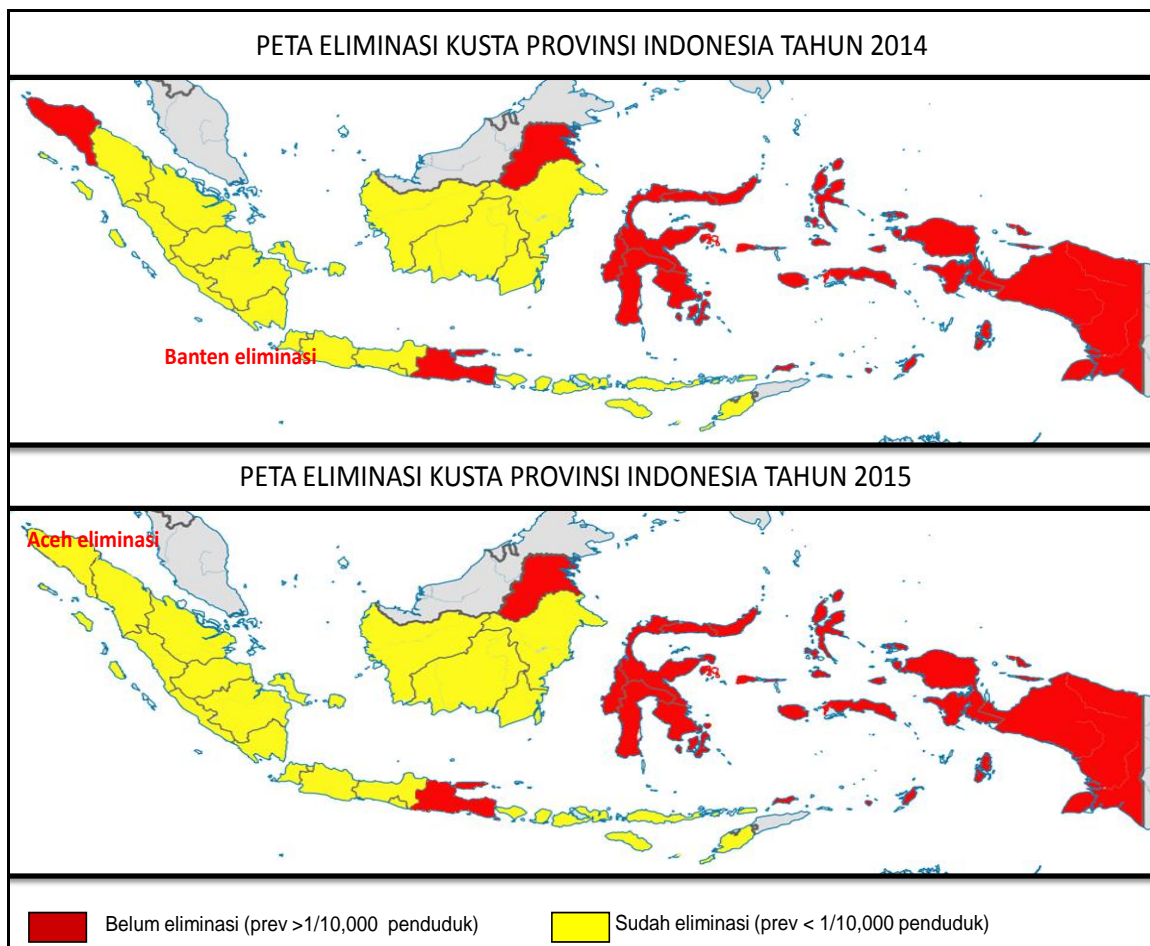 PETA ELIMINASI KUSTA PROVINSI INDONESIA TAHUN 2014
Banten eliminasi
PETA ELIMINASI KUSTA PROVINSI INDONESIA TAHUN 2015
Aceh eliminasi
Belum eliminasi (prev >1/10,000 penduduk)
Sudah eliminasi (prev < 1/10,000 penduduk)